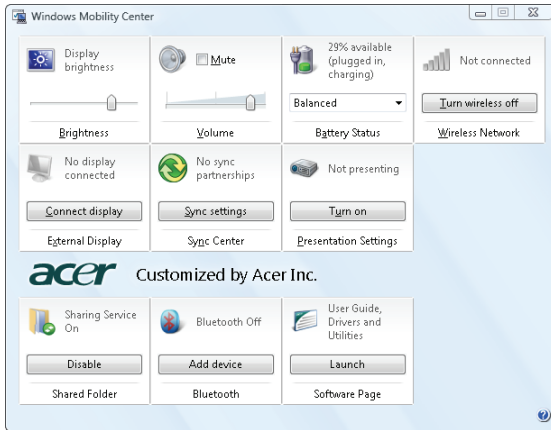 Windows Mobility Center
Display
brightness
Brightness
Mute
Volume
29% available
(plugged in,
charging)
Balanced
Battery Status
Not connected
Turn wireless off
Wireless Network
No display
connected
Connect display
External Display
No sync
partnerships
Sync settings
Sync Center
Not presenting
Turn on
Presentation Settings
acer Customized by Acer Inc.
Sharing Service
On
Disable
Shared Folder
Bluetooth Off
Add device
Bluetooth
User Guide,
Drivers and
Utilities
Launch
Software Page
?